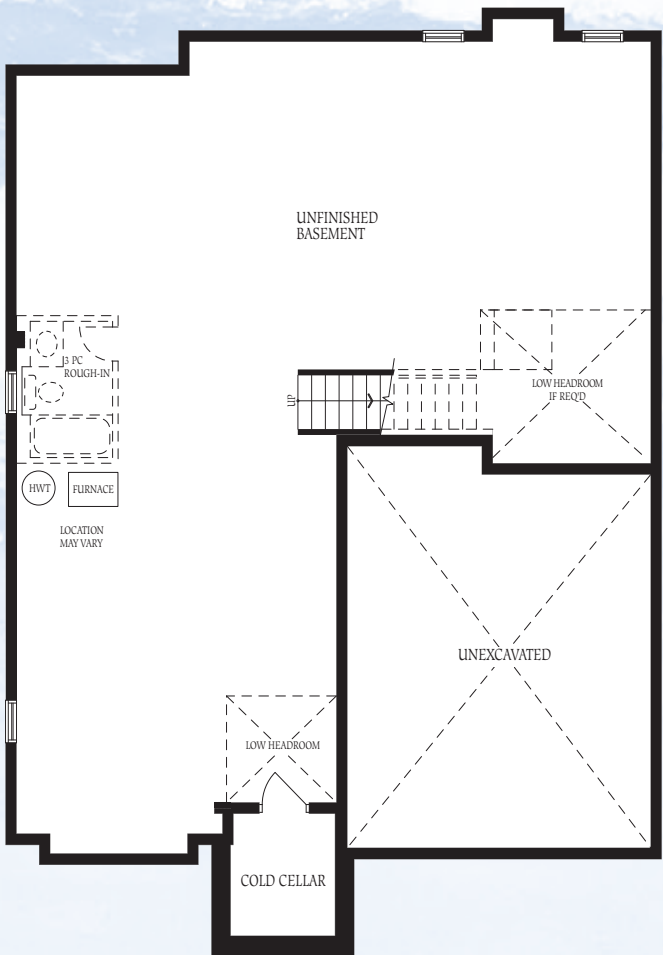 UNFINISHED
BASEMENT
3 PC
ROUGH-IN
LOW HEADROOM
IF REQ'D
UP
HWT
FURNACE
LOCATION
MAY VARY
UNEXCAVATED
LOW HEADROOM
COLD CELLAR